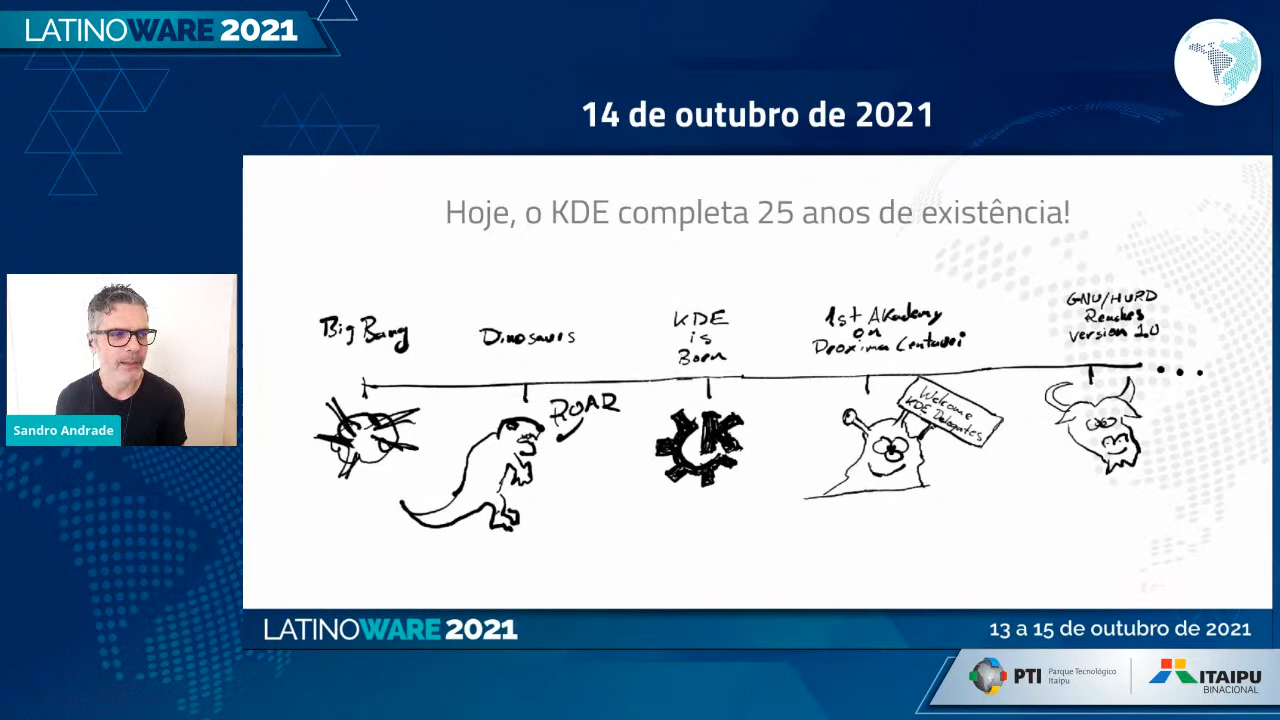 LATINOWARE 2021
14 de outubro de 2021
Hoje, o KDE completa 25 anos de existência!
Big Bang
Dinosaurs
KDE
is
Born
1st AKademy
on
Proxima Centauri
GNU/HURD
Reaches
version 1.0
ROAR
Welcome
KDE Delegates
Sandro Andrade
LATINOWARE 2021
13 a 15 de outubro de 2021
PTI
Parque Tecnológico
Itaipu
ITAIPU
BINACIONAL